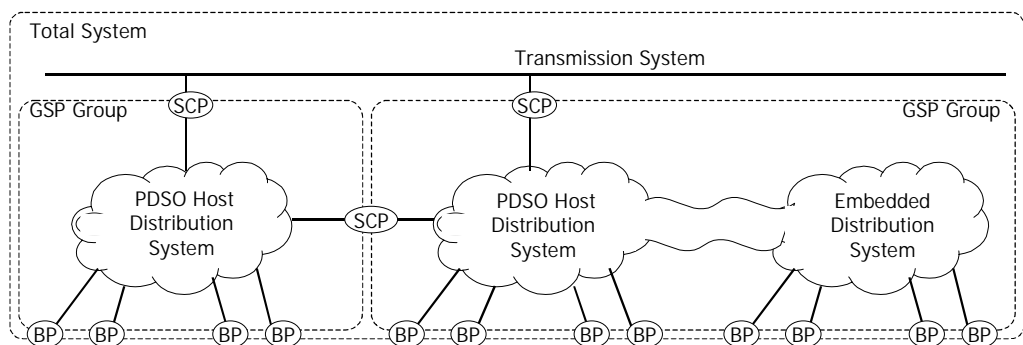 Total System
Transmission System
SCP
SCP
GSP Group
GSP Group
PDSO Host
Distribution
System
SCP
PDSO Host
Distribution
System
Embedded
Distribution
System
BP
BP
BP
BP
BP
BP
BP
BP
BP
BP
BP
BP